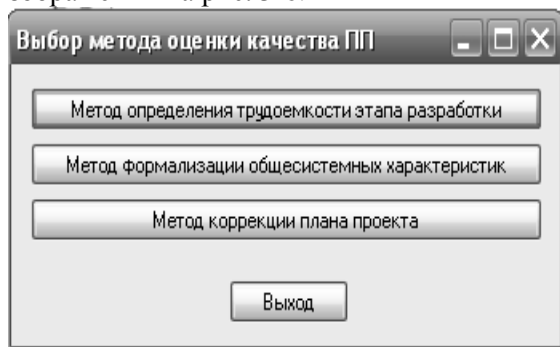 Выбор метода оценки качества ПП
Метод определения трудоемкости этапа разработки
Метод формализации общесистемных характеристик
Метод коррекции плана проекта
Выход